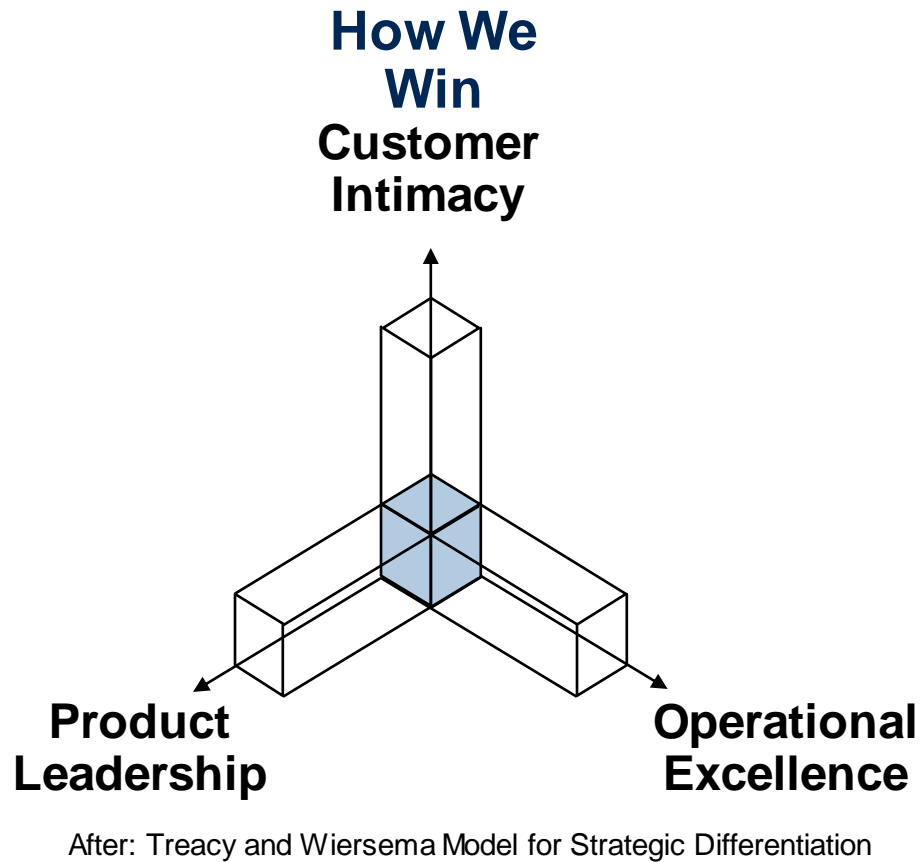 How We
Win
Customer
Intimacy
Product
Leadership
Operational
Excellence
After: Treacy and Wiersema Model for Strategic Differentiation